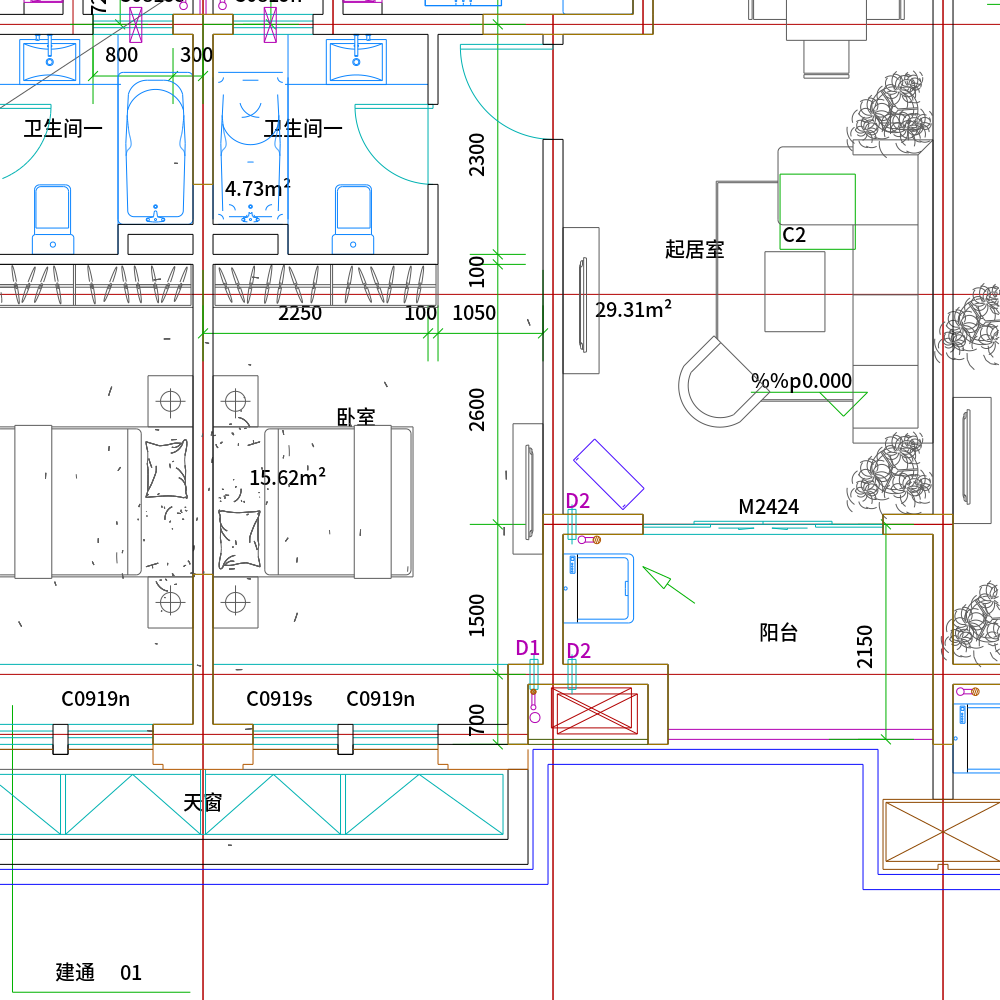 800
300
卫生间一
卫生间一
4.73m²
2300
100
2250
100
1050
起居室
C2
29.31m²
%%p0.000
卧室
15.62m²
2600
D2
M2424
1500
阳台
2150
D1
D2
C0919n
C0919s
C0919n
700
天窗
建通 01